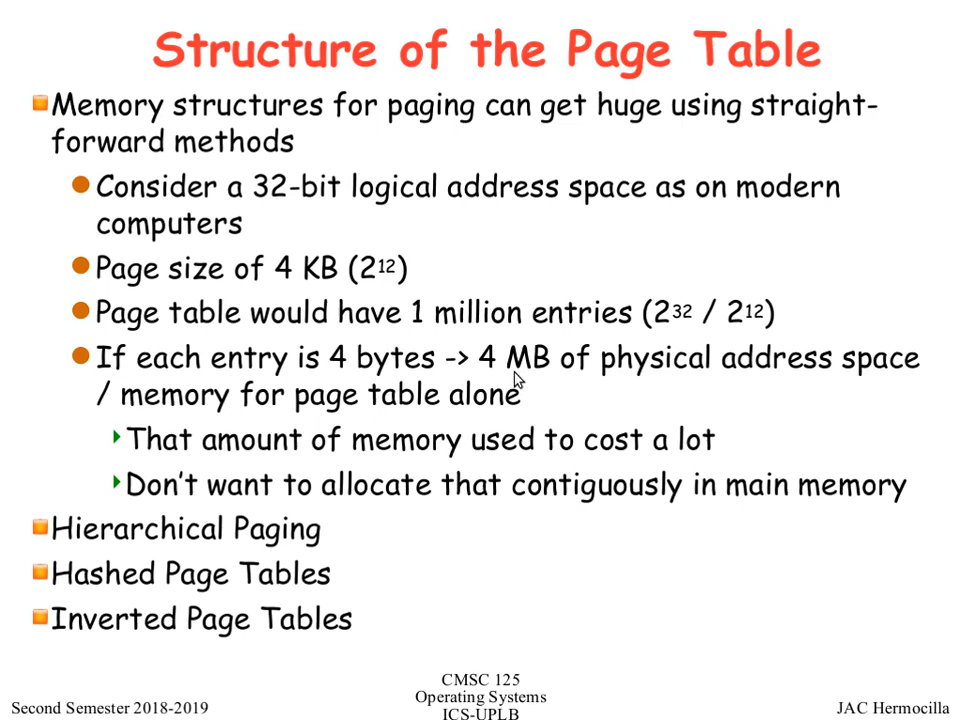 Structure of the Page Table
Memory structures for paging can get huge using straight-
forward methods
Consider a 32-bit logical address space as on modern
computers
Page size of 4 KB (2¹²)
Page table would have 1 million entries (2³² / 2¹²)
If each entry is 4 bytes -> 4 MB of physical address space
/ memory for page table alone
That amount of memory used to cost a lot
Don't want to allocate that contiguously in main memory
Hierarchical Paging
Hashed Page Tables
Inverted Page Tables
Second Semester 2018-2019
CMSC 125
Operating Systems
ICS-UPLB
JAC Hermocilla